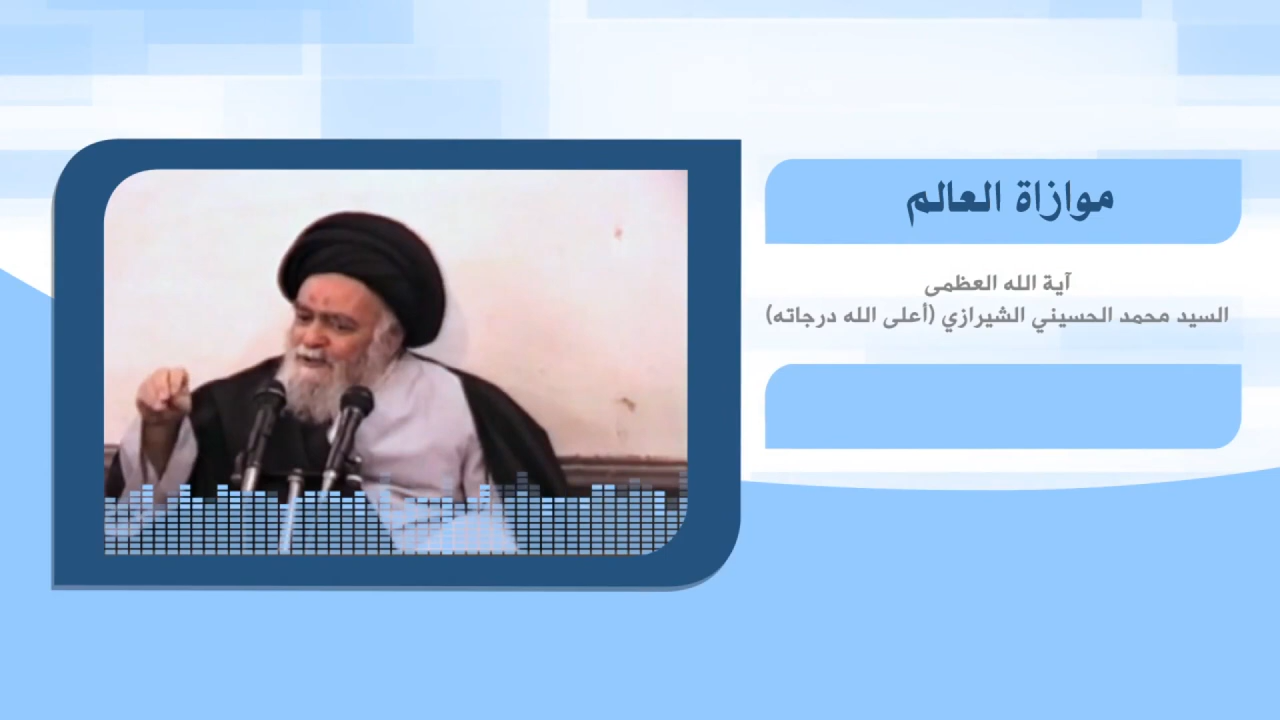 موازاة العالم
آية الله العظمى
السيد محمد الحسيني الشيرازي (أعلى الله درجاته)